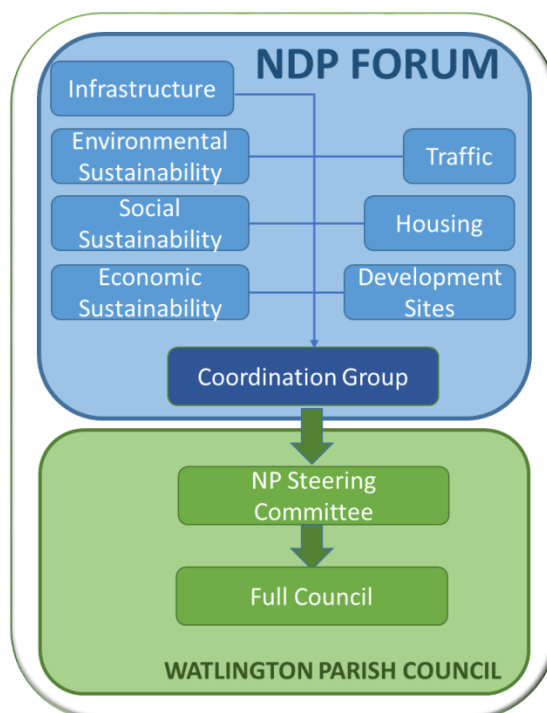 NDP FORUM
Infrastructure
Environmental
Sustainability
Traffic
Social
Sustainability
Housing
Economic
Sustainability
Development
Sites
Coordination Group
NP Steering
Committee
Full Council
WATLINGTON PARISH COUNCIL